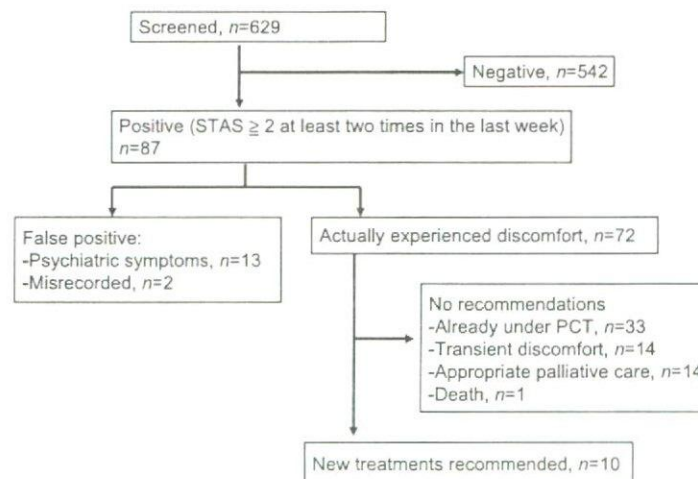 Screened, n=629
Negative, n=542
Positive (STAS ≧ 2 at least two times in the last week)
n=87
False positive:
-Psychiatric symptoms, n=13
-Misrecorded, n=2
Actually experienced discomfort, n=72
No recommendations
-Already under PCT, n=33
-Transient discomfort, n=14
-Appropriate palliative care, n=14
-Death, n=1
New treatments recommended, n=10